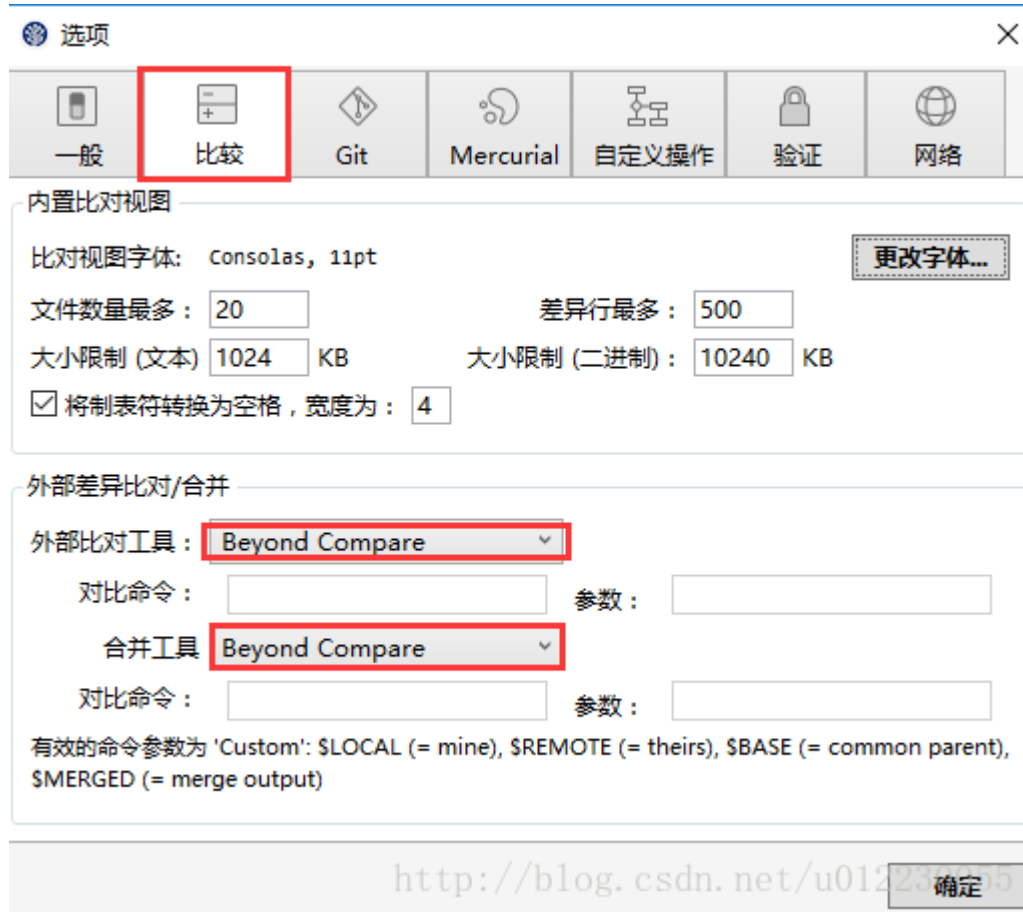 选项
一般 比较 Git Mercurial 自定义操作 验证 网络
内置比对视图
比对视图字体: Consolas, 11pt 更改字体...
文件数量最多： 20 差异行最多： 500
大小限制 (文本) 1024 KB 大小限制 (二进制)： 10240 KB
将制表符转换为空格，宽度为： 4
外部差异比对/合并
外部比对工具： Beyond Compare
对比命令： 参数：
合并工具 Beyond Compare
对比命令： 参数：
有效的命令参数为 'Custom': $LOCAL (= mine), $REMOTE (= theirs), $BASE (= common parent),
$MERGED (= merge output)
http://blog.csdn.net/u012230055
确定